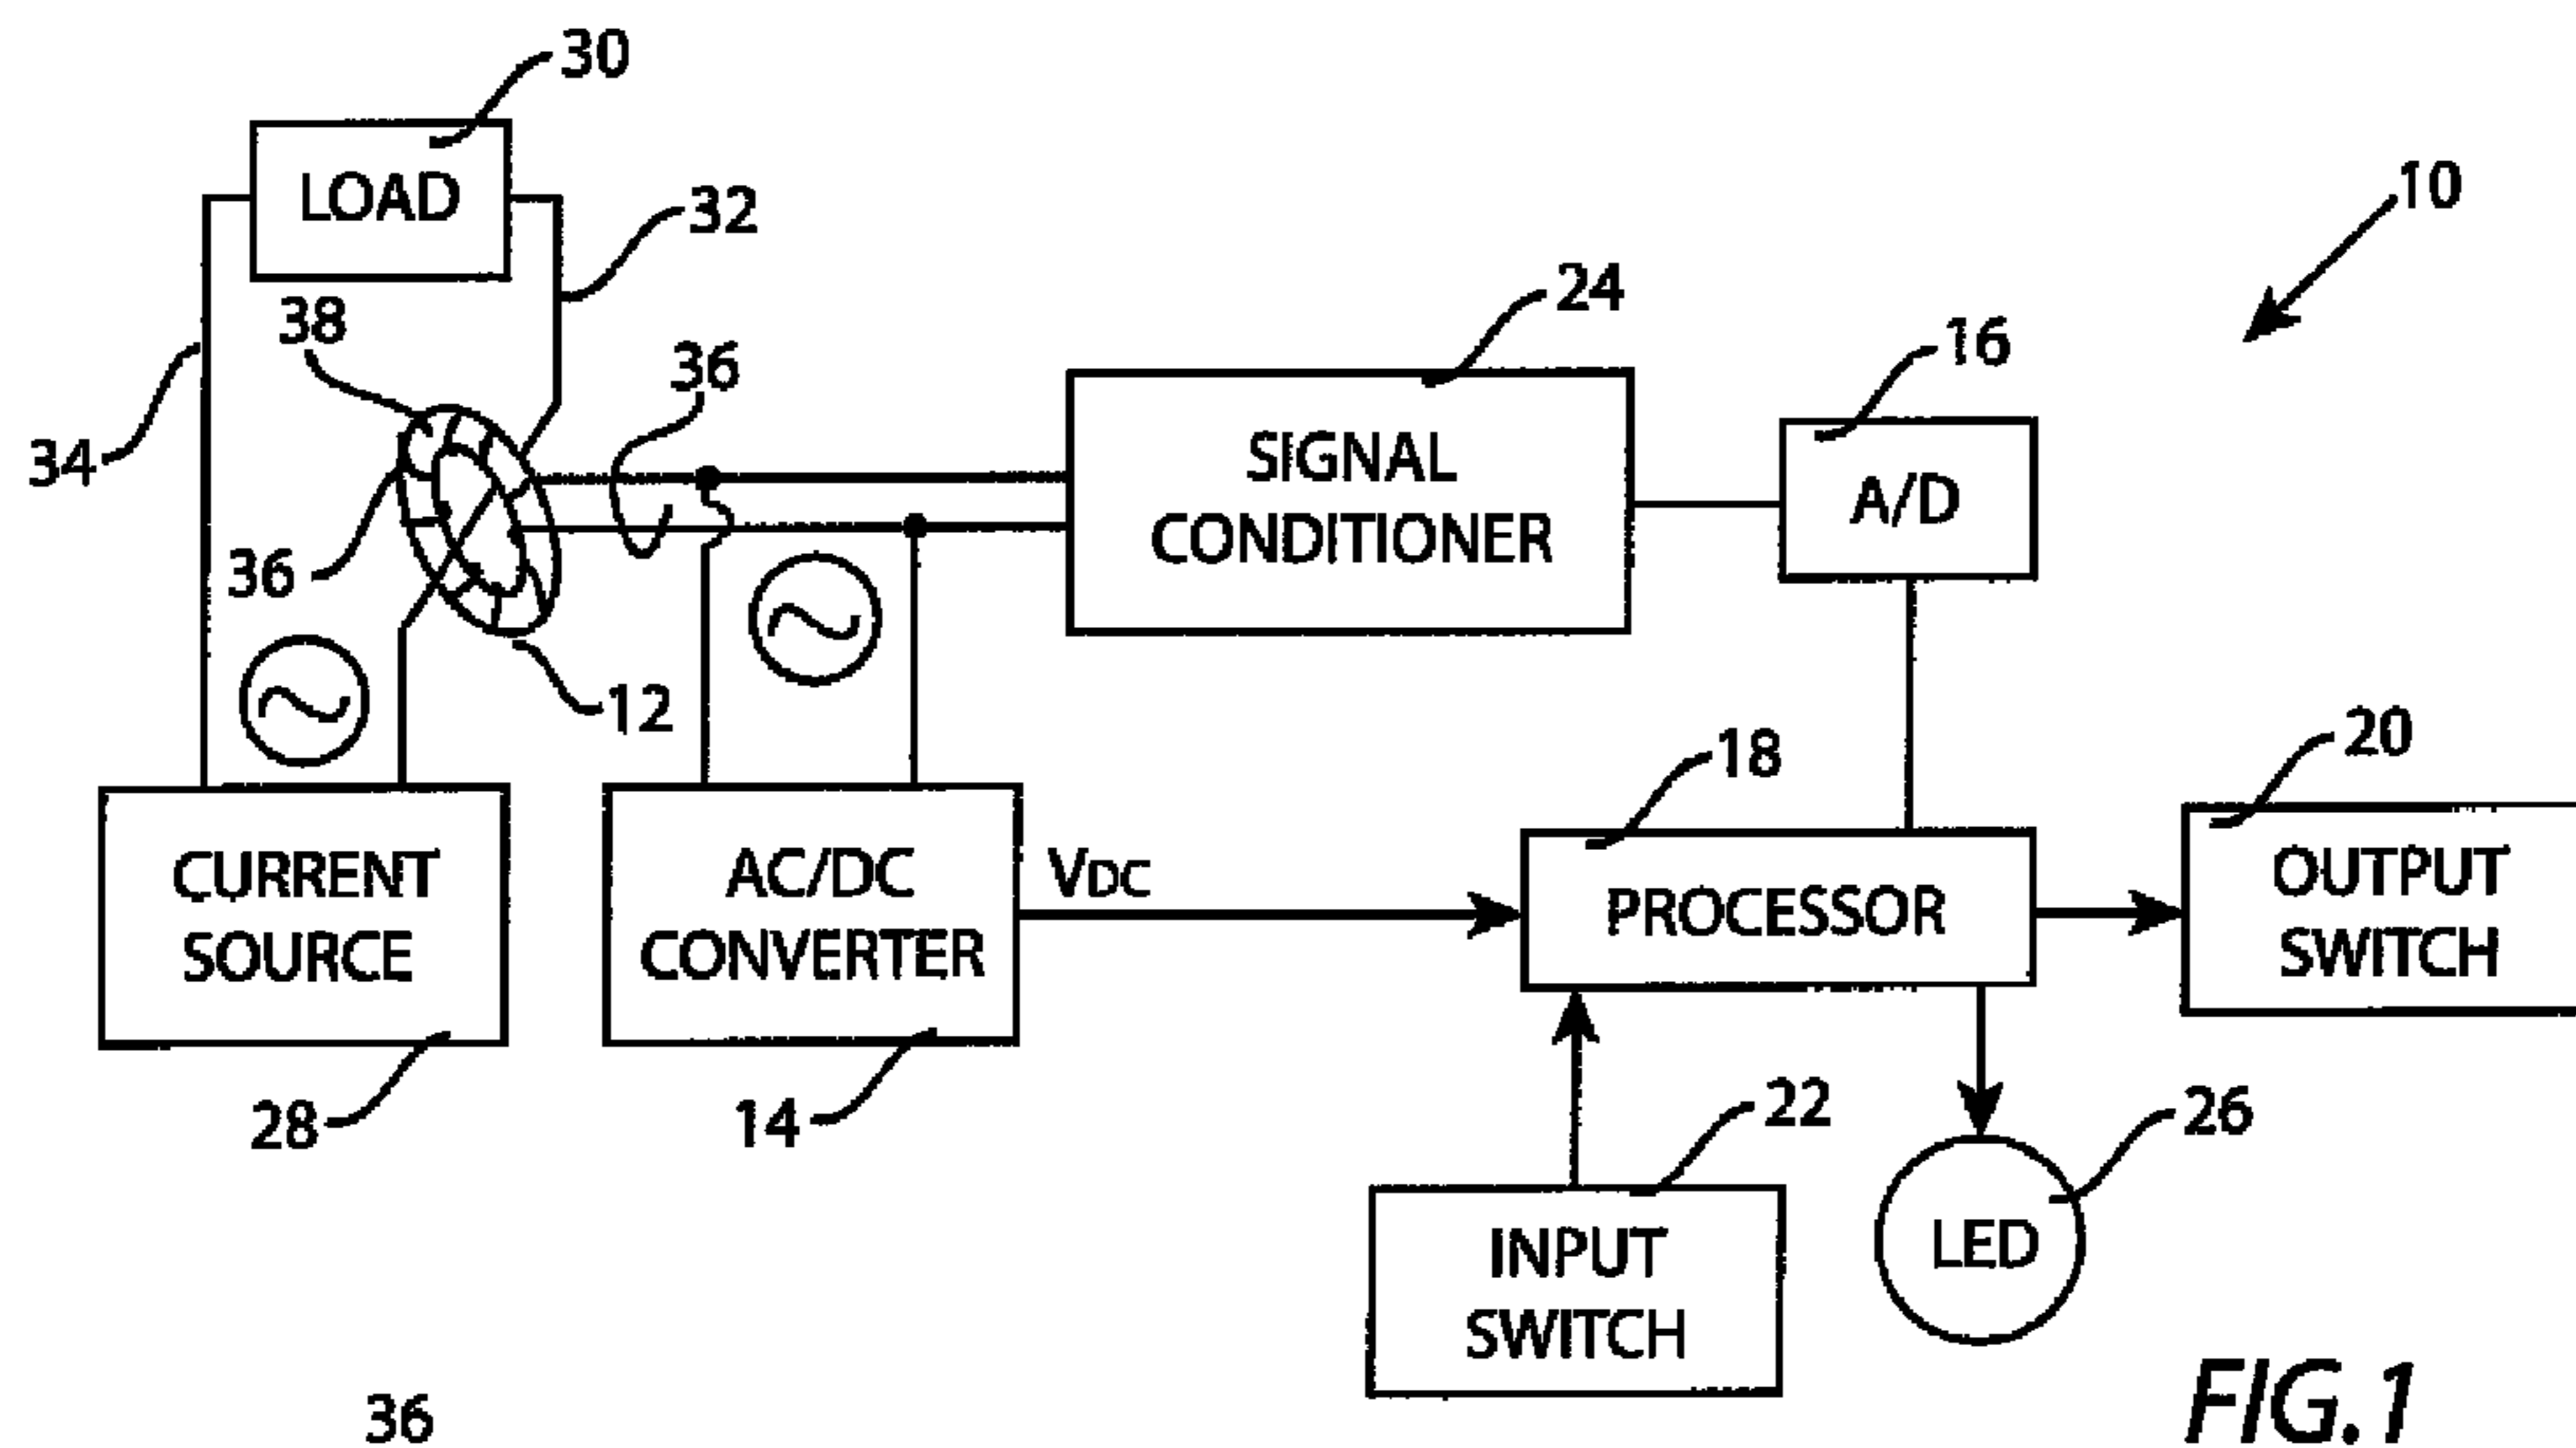 30
LOAD
32
10
38
24
16
36
34
SIGNAL
CONDITIONER
A/D
36
12
18
20
CURRENT
SOURCE
AC/DC
CONVERTER
VDC
PROCESSOR
OUTPUT
SWITCH
28
14
22
26
INPUT
SWITCH
LED
36
FIG.1